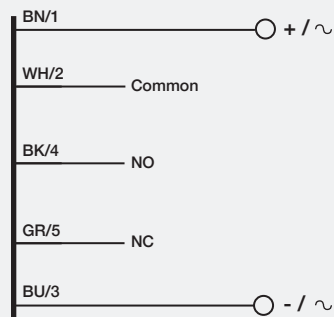 BN/1
+ / ∿
WH/2
Common
BK/4
NO
GR/5
NC
BU/3
- / ∿